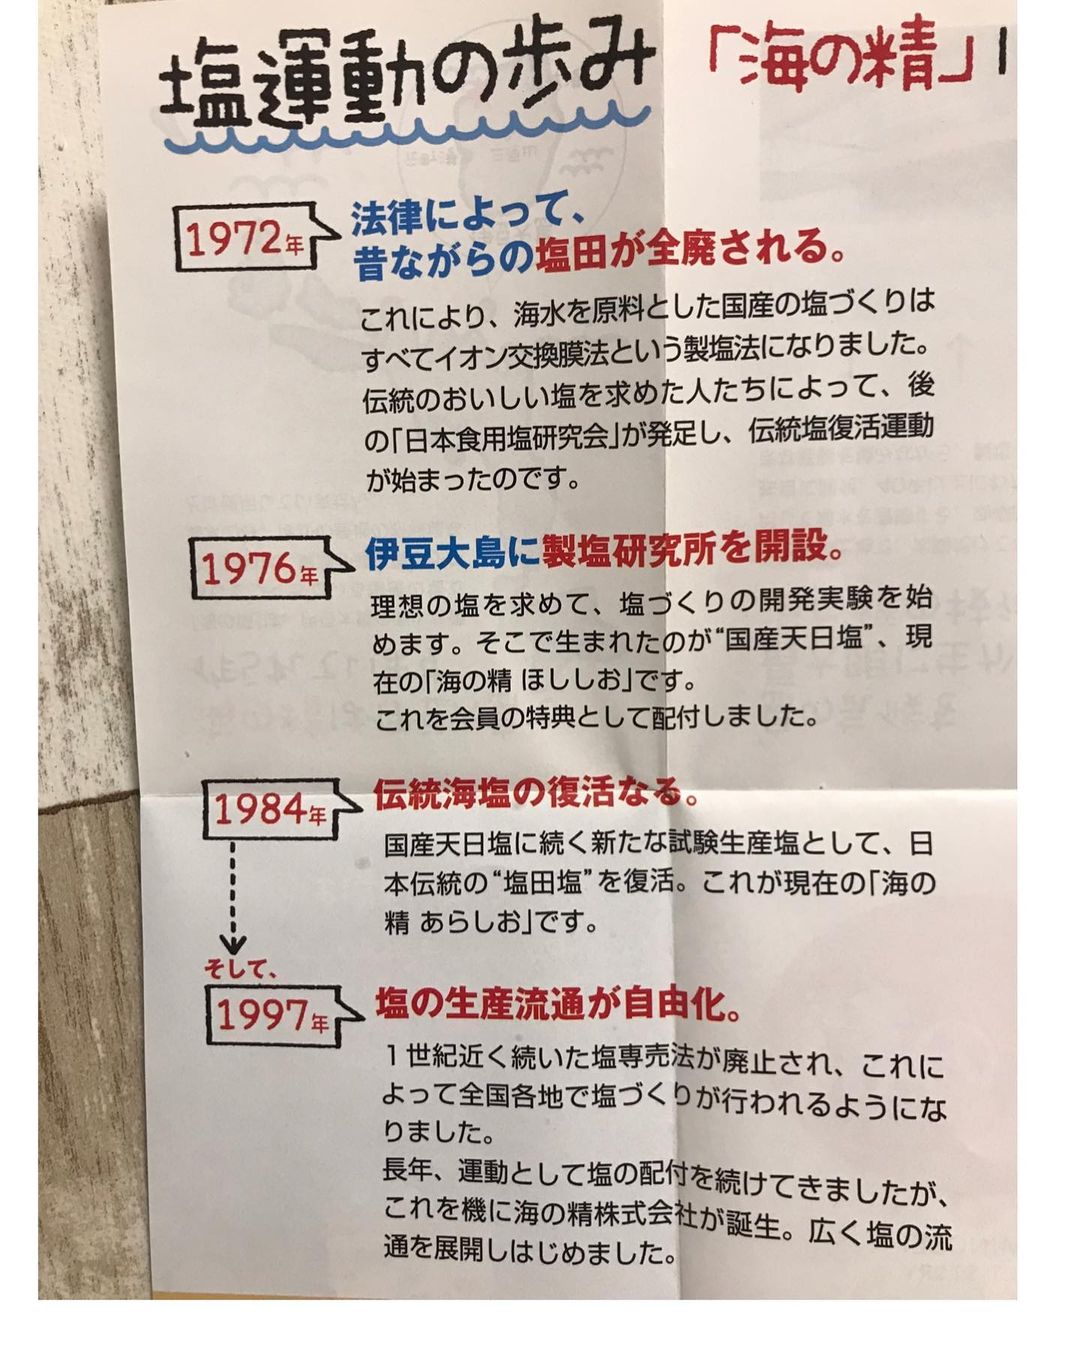 塩運動の歩み
「海の精」
1972年
法律によって、
昔ながらの塩田が全廃される。
これにより、海水を原料とした国産の塩づくりは
すべてイオン交換膜法という製塩法になりました。
伝統のおいしい塩を求めた人たちによって、後
の「日本食用塩研究会」が発足し、伝統塩復活運動
が始まったのです。
1976年
伊豆大島に製塩研究所を開設。
理想の塩を求めて、塩づくりの開発実験を始
めます。そこで生まれたのが“国産天日塩”、現
在の「海の精 ほししお」です。
これを会員の特典として配付しました。
1984年
伝統海塩の復活なる。
国産天日塩に続く新たな試験生産塩として、日
本伝統の“塩田塩”を復活。これが現在の「海の
精 あらしお」です。
そして、
1997年
塩の生産流通が自由化。
1世紀近く続いた塩専売法が廃止され、これに
よって全国各地で塩づくりが行われるようにな
りました。
長年、運動として塩の配付を続けてきましたが、
これを機に海の精株式会社が誕生。広く塩の流
通を展開しはじめました。